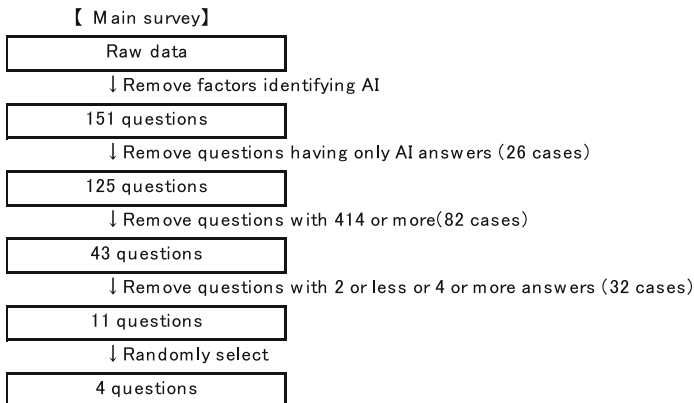 【 Main survey】
Raw data
↓Remove factors identifying AI
151 questions
↓Remove questions having only AI answers (26 cases)
125 questions
↓Remove questions with 414 or more(82 cases)
43 questions
↓Remove questions with 2 or less or 4 or more answers (32 cases)
11 questions
↓Randomly select
4 questions